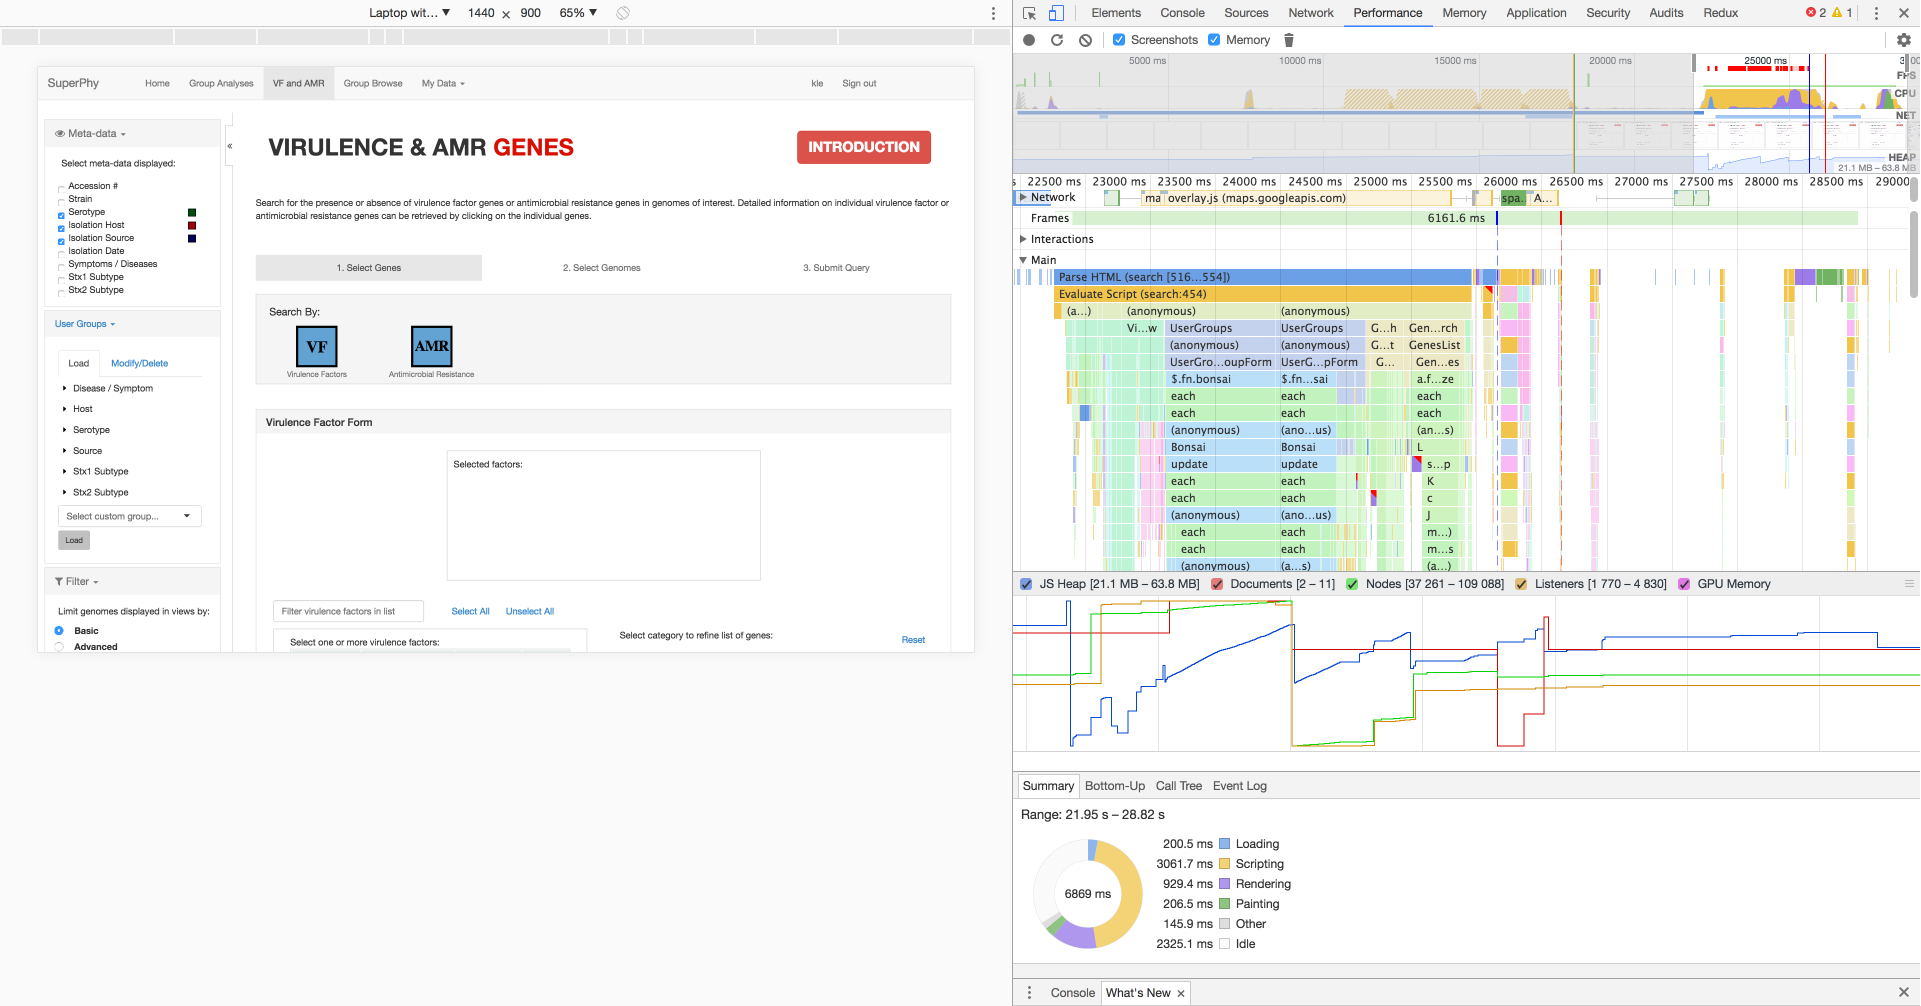 Laptop wit... ▼ 1440 × 900 65% ▼
SuperPhy Home Group Analyses VF and AMR Group Browse My Data kle Sign out
Meta-data
Select meta-data displayed:
Accession #
Strain
Serotype
Isolation Host
Isolation Source
Isolation Date
Symptoms / Diseases
Stx1 Subtype
Stx2 Subtype
User Groups
Load Modify/Delete
Disease / Symptom
Host
Serotype
Source
Stx1 Subtype
Stx2 Subtype
Select custom group...
Load
Filter
Limit genomes displayed in views by:
Basic
Advanced
«
VIRULENCE & AMR GENES
INTRODUCTION
Search for the presence or absence of virulence factor genes or antimicrobial resistance genes in genomes of interest. Detailed information on individual virulence factor or
antimicrobial resistance genes can be retrieved by clicking on the individual genes.
1. Select Genes 2. Select Genomes 3. Submit Query
Search By:
VF AMR
Virulence Factors Antimicrobial Resistance
Virulence Factor Form
Selected factors:
Filter virulence factors in list Select All Unselect All
Select one or more virulence factors:
Select category to refine list of genes: Reset
Elements Console Sources Network Performance Memory Application Security Audits Redux 2 1
Screenshots Memory
5000 ms 10000 ms 15000 ms 20000 ms 25000 ms
FPS
CPU
NET
HEAP
21.1 MB – 63.8 MB
22500 ms 23000 ms 23500 ms 24000 ms 24500 ms 25000 ms 25500 ms 26000 ms 26500 ms 27000 ms 27500 ms 28000 ms 28500 ms 29000
Network ma overlay.js (maps.googleapis.com) spa... A...
Frames 6161.6 ms
Interactions
Main
Parse HTML (search [516...554])
Evaluate Script (search:454)
(a...) (anonymous) (anonymous)
Vi...w UserGroups UserGroups G...h Gen...rch
(anonymous) (anonymous) G...t GenesList
UserGro...oupForm UserG...pForm G... Gen...es
$.fn.bonsai $.fn...sai a.f...ze
each each each
each each each
(anonymous) (ano...us) (an...s)
Bonsai Bonsai L
update update s...p
each each K
each each c
(anonymous) (ano...us) J
each each m...)
each each m...s
(anonymous) (a...s) (a...)
JS Heap [21.1 MB – 63.8 MB] Documents [2 – 11] Nodes [37 261 – 109 088] Listeners [1 770 – 4 830] GPU Memory
Summary Bottom-Up Call Tree Event Log
Range: 21.95 s – 28.82 s
6869 ms
200.5 ms Loading
3061.7 ms Scripting
929.4 ms Rendering
206.5 ms Painting
145.9 ms Other
2325.1 ms Idle
Console What's New ×